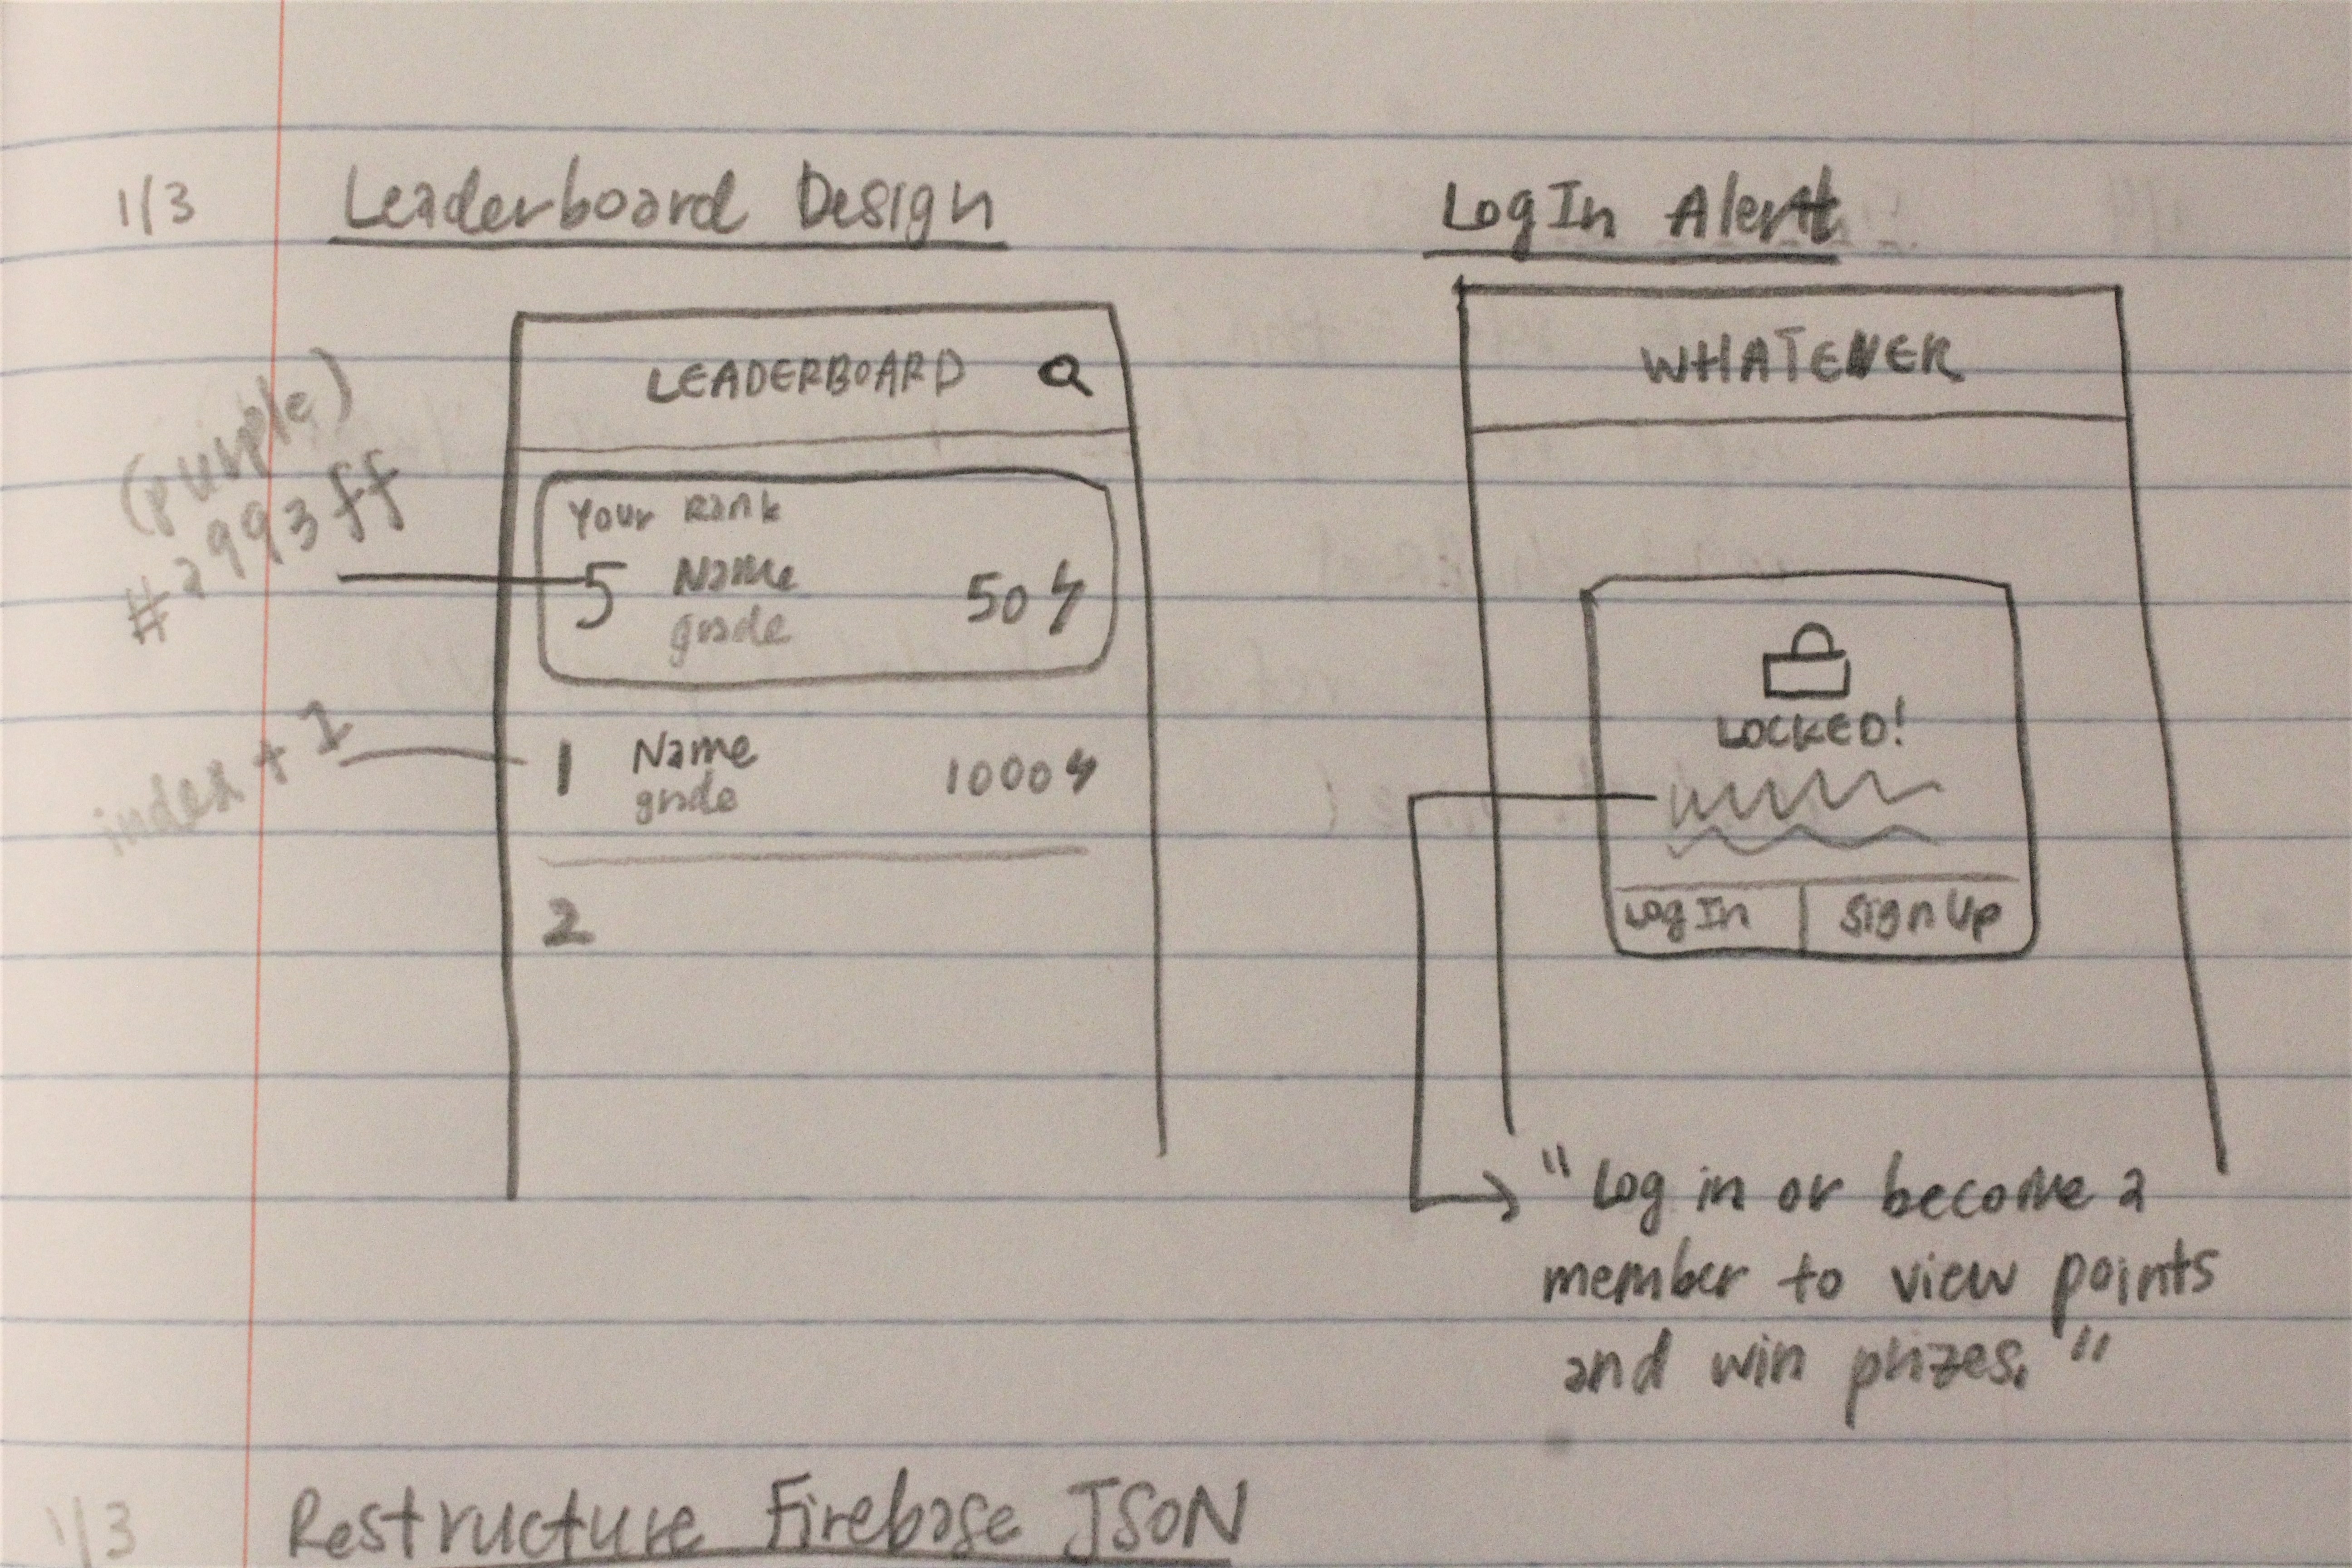 1/3
Leaderboard Design
LEADERBOARD
(purple)
#2993ff
Your Rank
5 Name 50
grade
index + 1
1 Name 1000
grade
2
Log In Alert
WHATEVER
LOCKED!
Log In | Sign Up
"Log in or become a
member to view points
and win prizes."
1/3
Restructure Firebase JSON